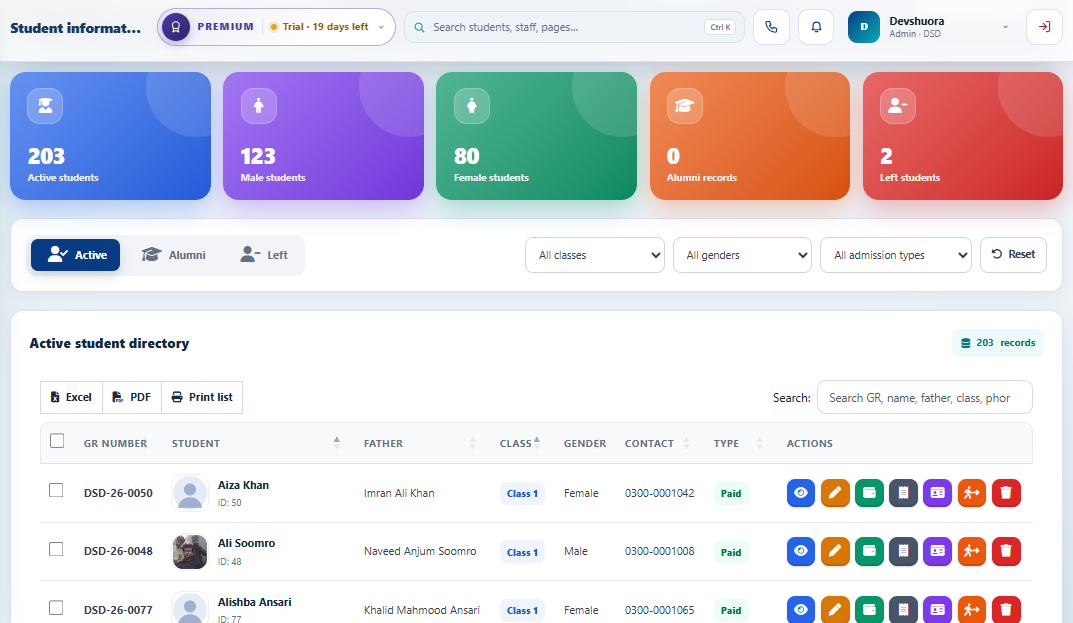 Student informat...
PREMIUM
Trial · 19 days left
Search students, staff, pages...
Ctrl K
D
Devshuora
Admin · DSD
203
Active students
123
Male students
80
Female students
0
Alumni records
2
Left students
Active
Alumni
Left
All classes
All genders
All admission types
Reset
Active student directory
203 records
Excel
PDF
Print list
Search:
Search GR, name, father, class, phor
GR NUMBER STUDENT FATHER CLASS GENDER CONTACT TYPE ACTIONS
DSD-26-0050 Aiza Khan Imran Ali Khan Class 1 Female 0300-0001042 Paid
ID: 50
DSD-26-0048 Ali Soomro Naveed Anjum Soomro Class 1 Male 0300-0001008 Paid
ID: 48
DSD-26-0077 Alishba Ansari Khalid Mahmood Ansari Class 1 Female 0300-0001065 Paid
ID: 77